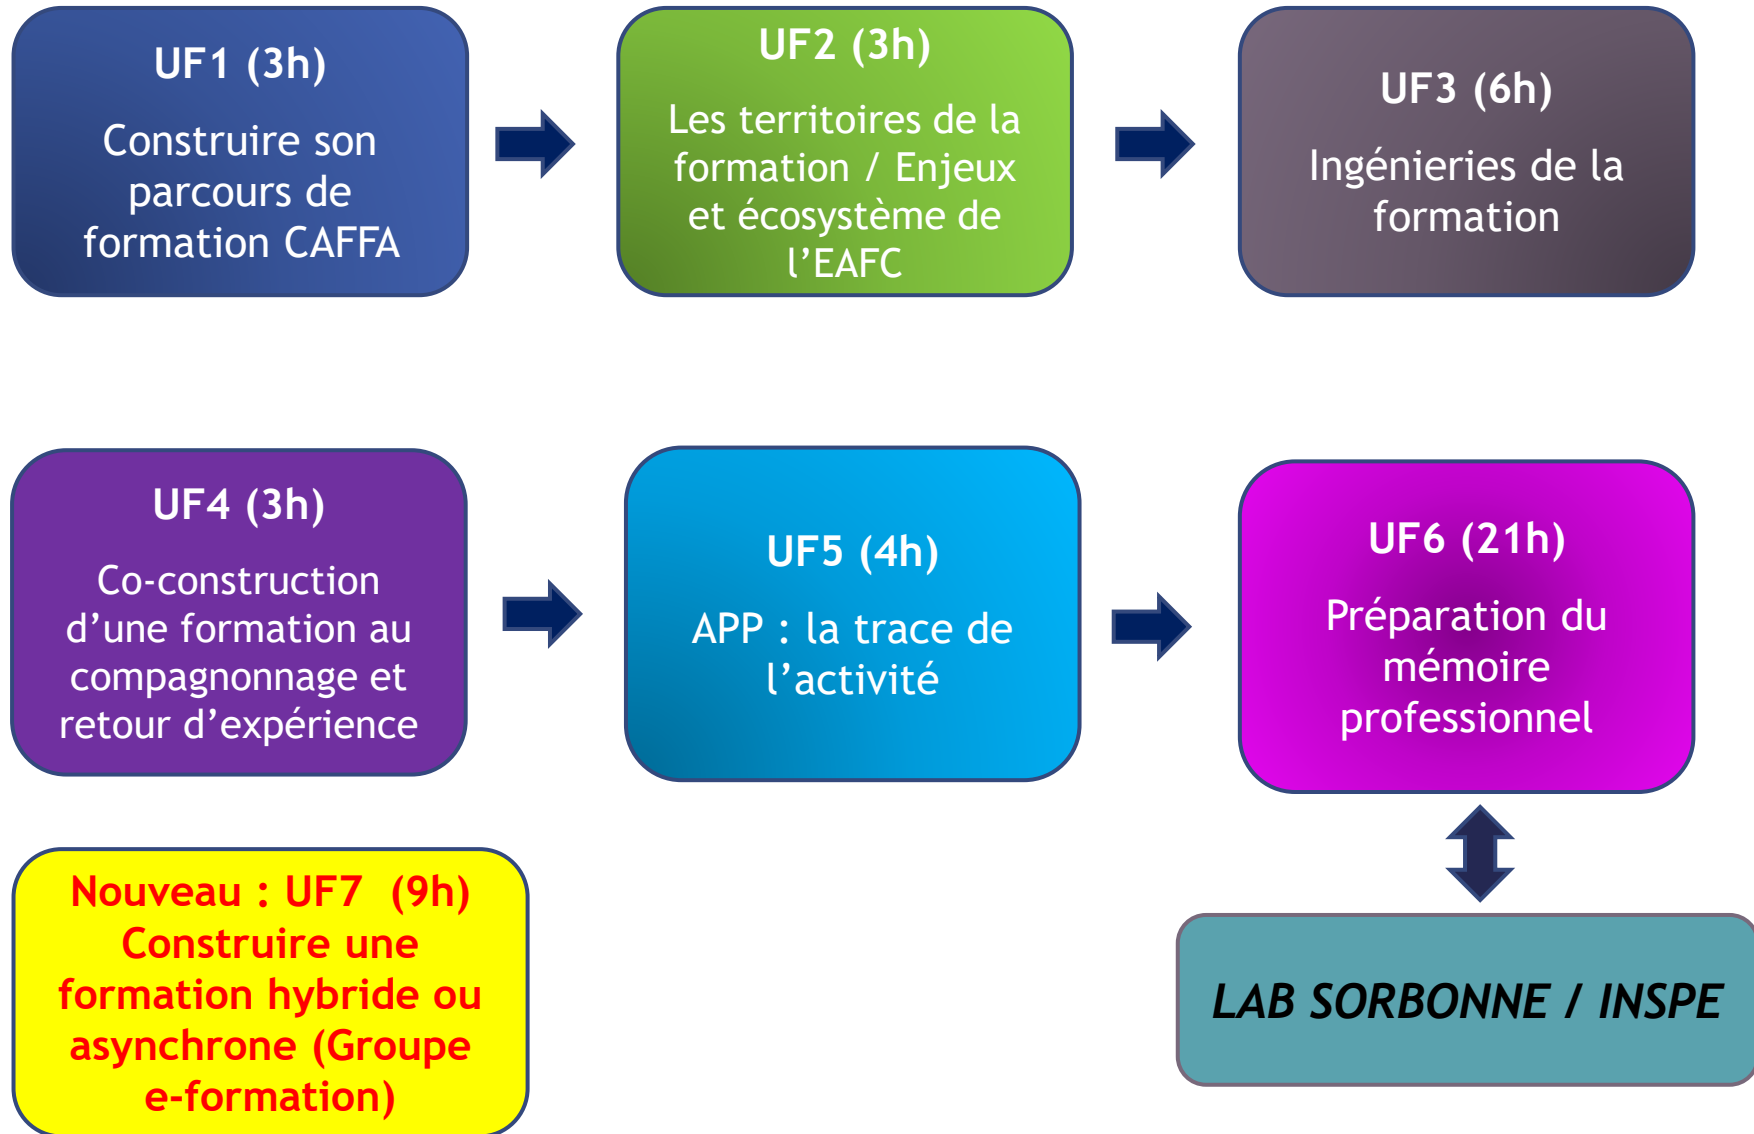 UF1 (3h)
Construire son
parcours de
formation CAFFA
UF2 (3h)
Les territoires de la
formation / Enjeux
et écosystème de
l’EAFC
UF3 (6h)
Ingénieries de la
formation
UF4 (3h)
Co-construction
d’une formation au
compagnonnage et
retour d’expérience
UF5 (4h)
APP : la trace de
l’activité
UF6 (21h)
Préparation du
mémoire
professionnel
Nouveau : UF7  (9h)
Construire une
formation hybride ou
asynchrone (Groupe
e-formation)
LAB SORBONNE / INSPE